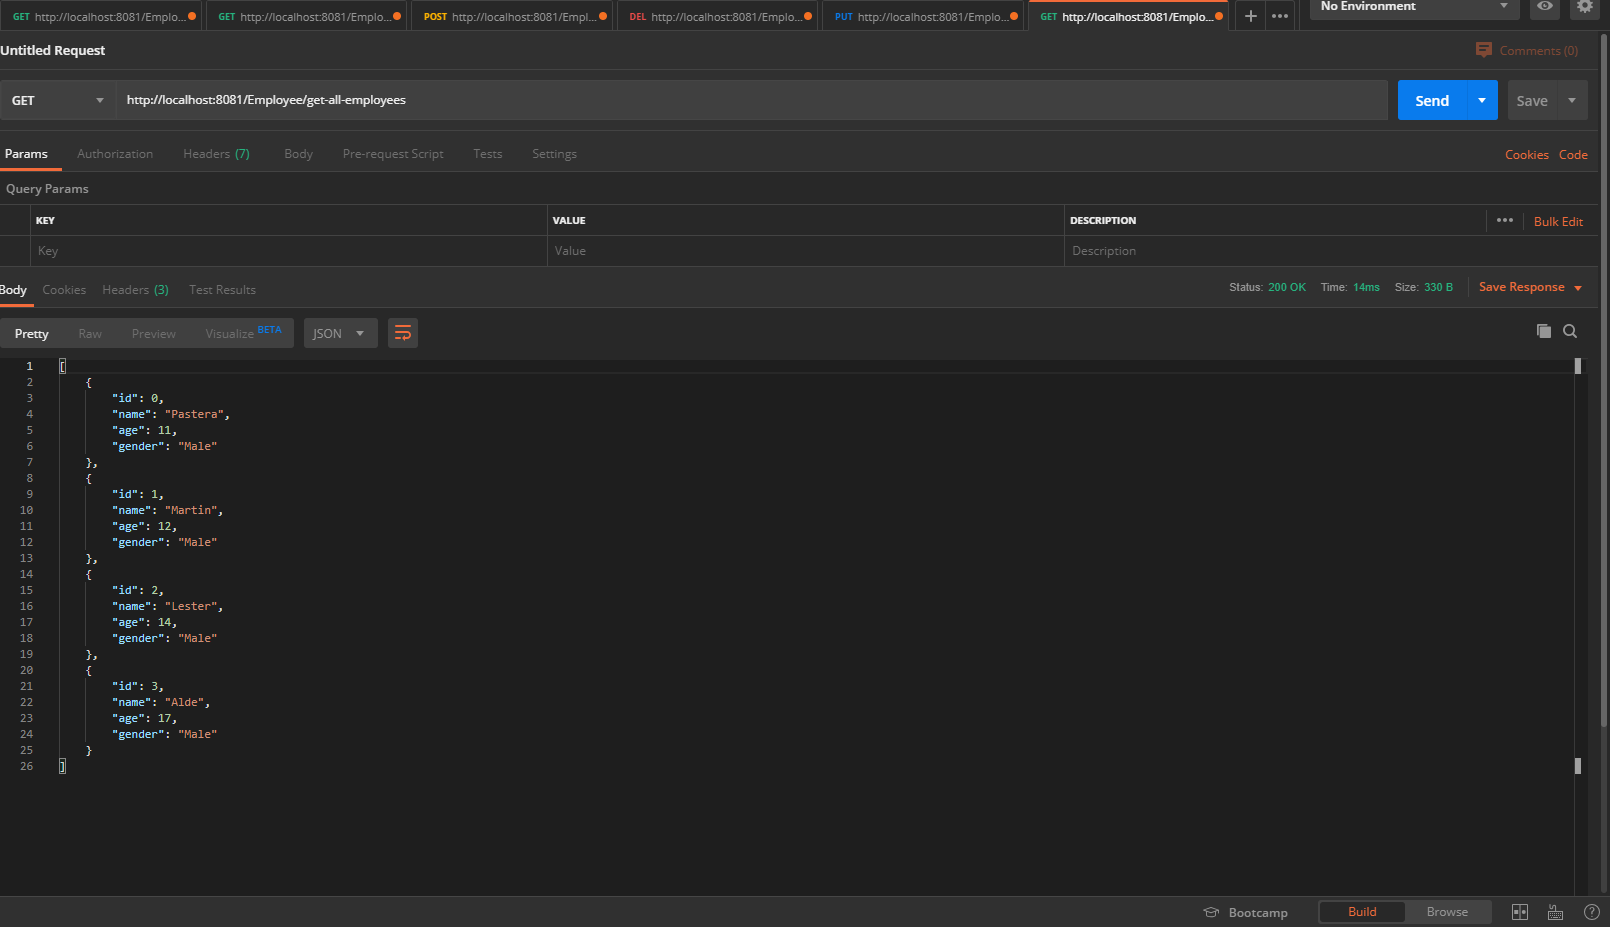 GET http://localhost:8081/Emplo... GET http://localhost:8081/Emplo... POST http://localhost:8081/Empl... DEL http://localhost:8081/Emplo... PUT http://localhost:8081/Emplo... GET http://localhost:8081/Emplo... + ••• No Environment
Untitled Request Comments (0)
GET http://localhost:8081/Employee/get-all-employees Send Save
Params Authorization Headers (7) Body Pre-request Script Tests Settings Cookies Code
Query Params
KEY VALUE DESCRIPTION ••• Bulk Edit
Key Value Description
Body Cookies Headers (3) Test Results Status: 200 OK Time: 14ms Size: 330 B Save Response
Pretty Raw Preview Visualize BETA JSON
1 [
2 {
3 "id": 0,
4 "name": "Pastera",
5 "age": 11,
6 "gender": "Male"
7 },
8 {
9 "id": 1,
10 "name": "Martin",
11 "age": 12,
12 "gender": "Male"
13 },
14 {
15 "id": 2,
16 "name": "Lester",
17 "age": 14,
18 "gender": "Male"
19 },
20 {
21 "id": 3,
22 "name": "Alde",
23 "age": 17,
24 "gender": "Male"
25 }
26 ]
Bootcamp Build Browse ?